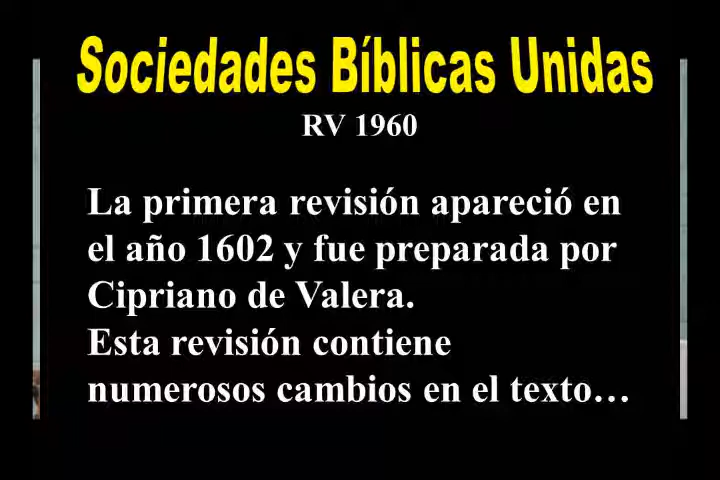 Sociedades Bíblicas Unidas
RV 1960
La primera revisión apareció en
el año 1602 y fue preparada por
Cipriano de Valera.
Esta revisión contiene
numerosos cambios en el texto…